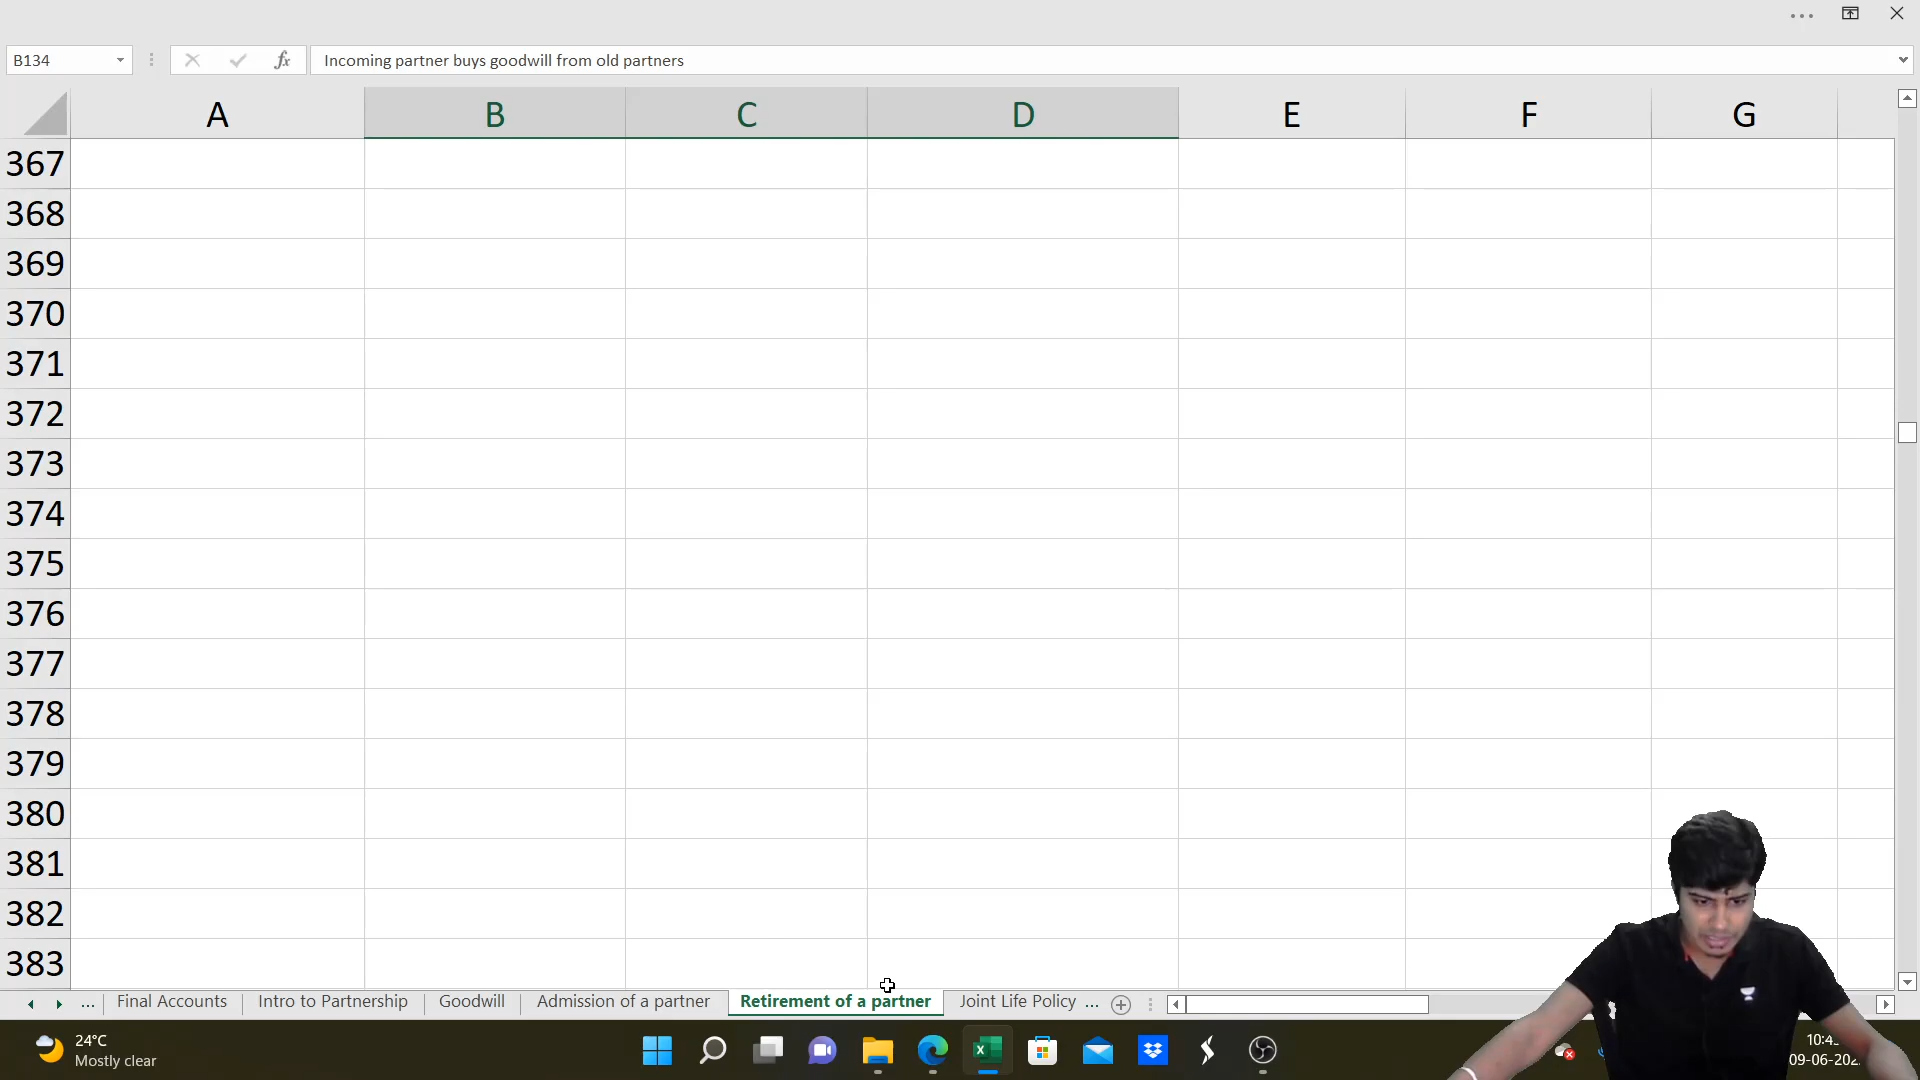 B134
fx
Incoming partner buys goodwill from old partners
A B C D E F G
367
368
369
370
371
372
373
374
375
376
377
378
379
380
381
382
383
... Final Accounts Intro to Partnership Goodwill Admission of a partner Retirement of a partner Joint Life Policy ...
24°C
Mostly clear
09-06-202